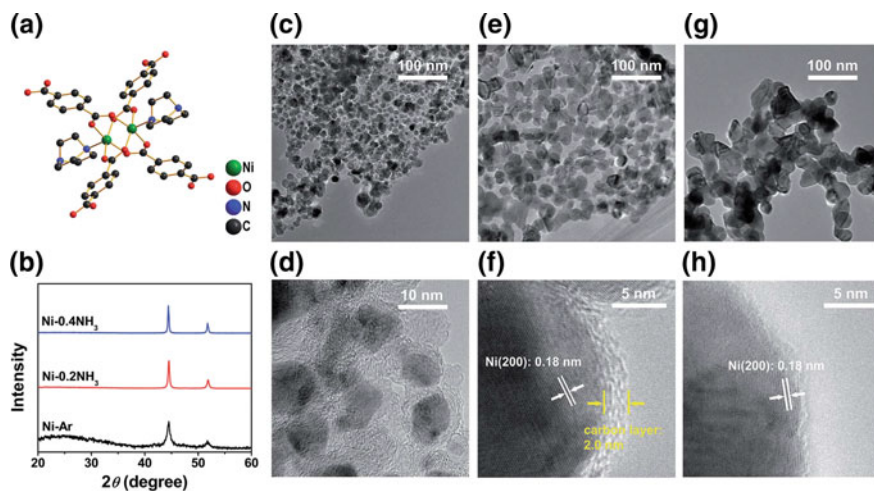 (a)
Ni
O
N
C
(b)
Ni-0.4NH₃
Ni-0.2NH₃
Ni-Ar
Intensity
20 30 40 50 60
2θ (degree)
(c)
100 nm
(d)
10 nm
(e)
100 nm
(f)
5 nm
Ni(200): 0.18 nm
carbon layer:
2.0 nm
(g)
100 nm
(h)
5 nm
Ni(200): 0.18 nm